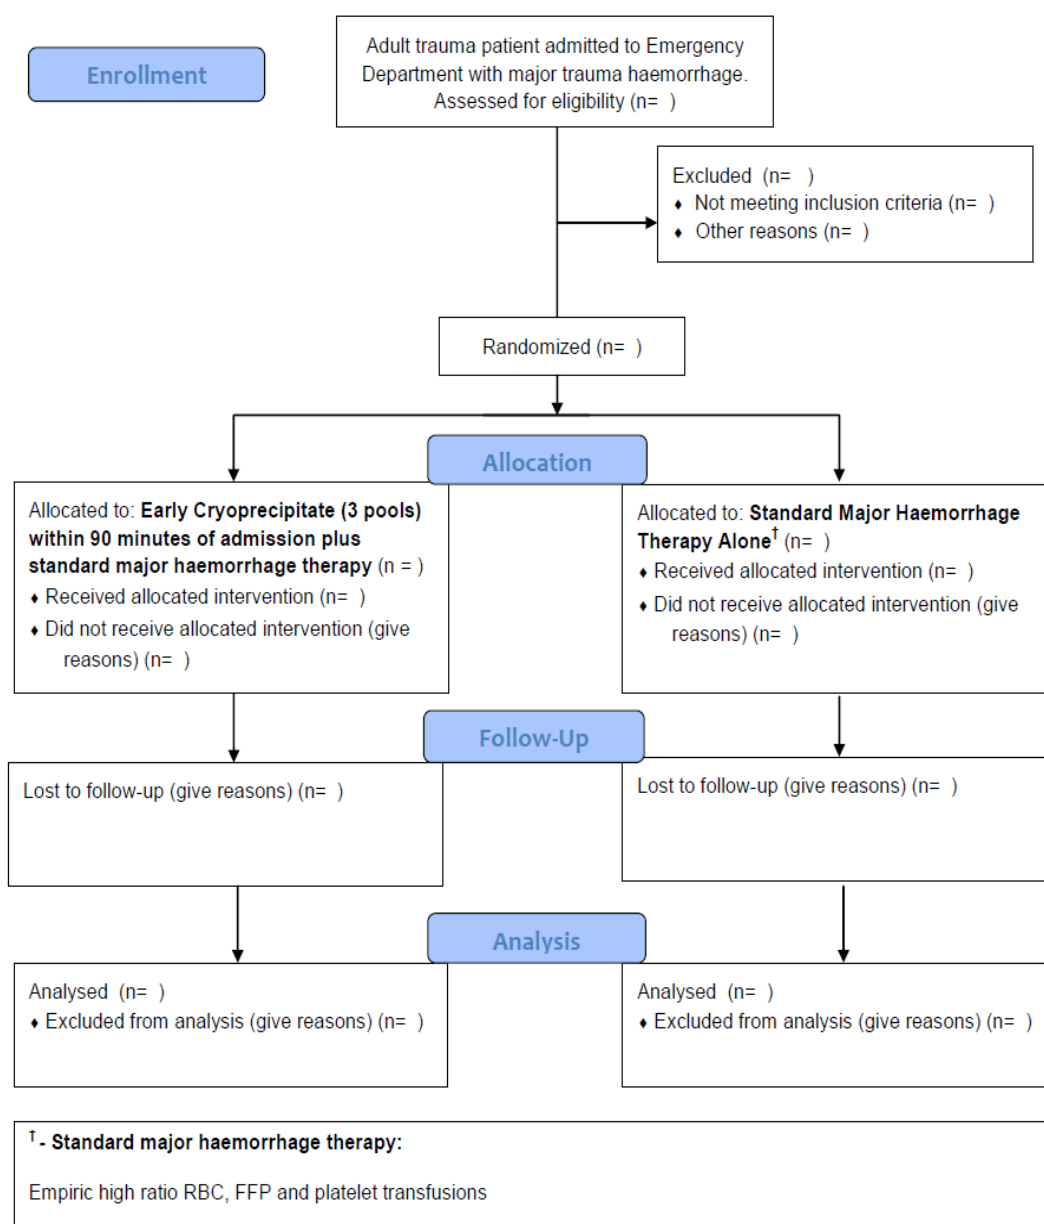 Enrollment
Adult trauma patient admitted to Emergency
Department with major trauma haemorrhage.
Assessed for eligibility (n=  )
Excluded  (n=   )
♦ Not meeting inclusion criteria (n=  )
♦ Other reasons (n=  )
Randomized (n=  )
Allocation
Allocated to: Early Cryoprecipitate (3 pools)
within 90 minutes of admission plus
standard major haemorrhage therapy (n = )
♦ Received allocated intervention (n=  )
♦ Did not receive allocated intervention (give
reasons) (n=  )
Allocated to: Standard Major Haemorrhage
Therapy Alone† (n=  )
♦ Received allocated intervention (n=  )
♦ Did not receive allocated intervention (give
reasons) (n=  )
Follow-Up
Lost to follow-up (give reasons) (n=  )
Lost to follow-up (give reasons) (n=  )
Analysis
Analysed  (n=  )
♦ Excluded from analysis (give reasons) (n=  )
Analysed  (n=  )
♦ Excluded from analysis (give reasons) (n=  )
† - Standard major haemorrhage therapy:
Empiric high ratio RBC, FFP and platelet transfusions